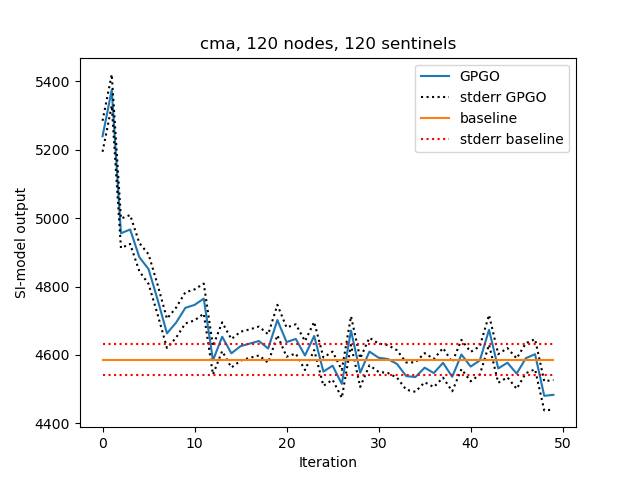 cma, 120 nodes, 120 sentinels
5400
5200
5000
4800
4600
4400
SI-model output
GPGO
stderr GPGO
baseline
stderr baseline
0 10 20 30 40 50
Iteration